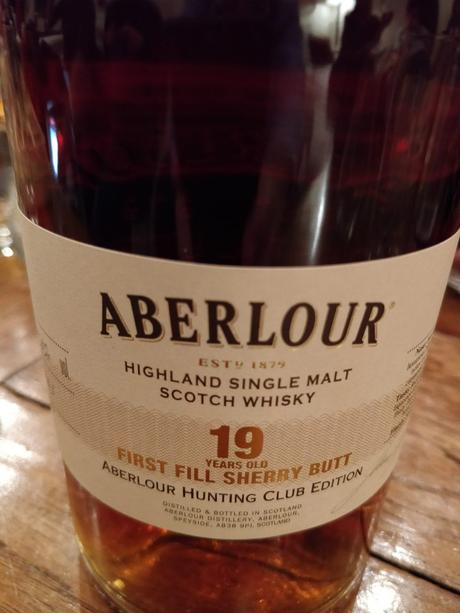 ABERLOUR
ESTD 1879
HIGHLAND SINGLE MALT
SCOTCH WHISKY
19
YEARS OLD
FIRST FILL SHERRY BUTT
ABERLOUR HUNTING CLUB EDITION
DISTILLED & BOTTLED IN SCOTLAND
ABERLOUR DISTILLERY, ABERLOUR,
SPEYSIDE, AB38 9PJ, SCOTLAND